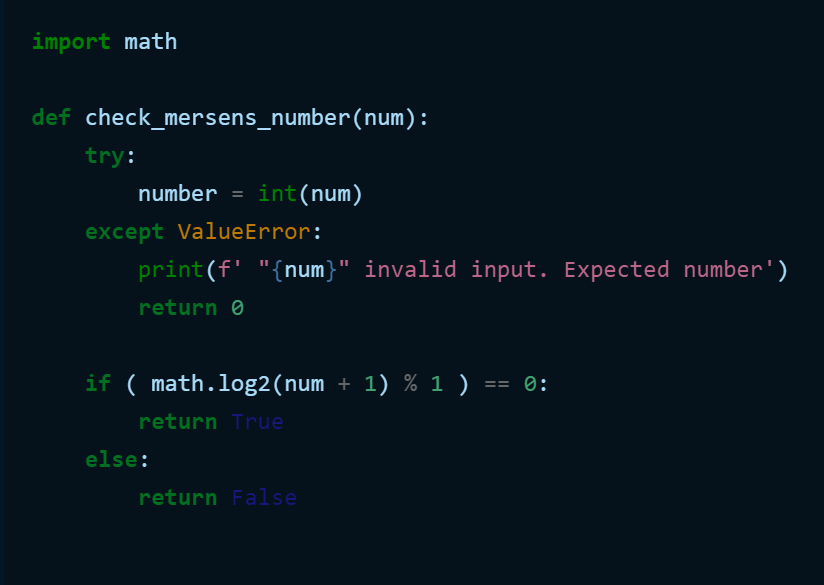 import math
def check_mersens_number(num):
    try:
        number = int(num)
    except ValueError:
        print(f' "{num}" invalid input. Expected number')
        return 0
    if ( math.log2(num + 1) % 1 ) == 0:
        return True
    else:
        return False